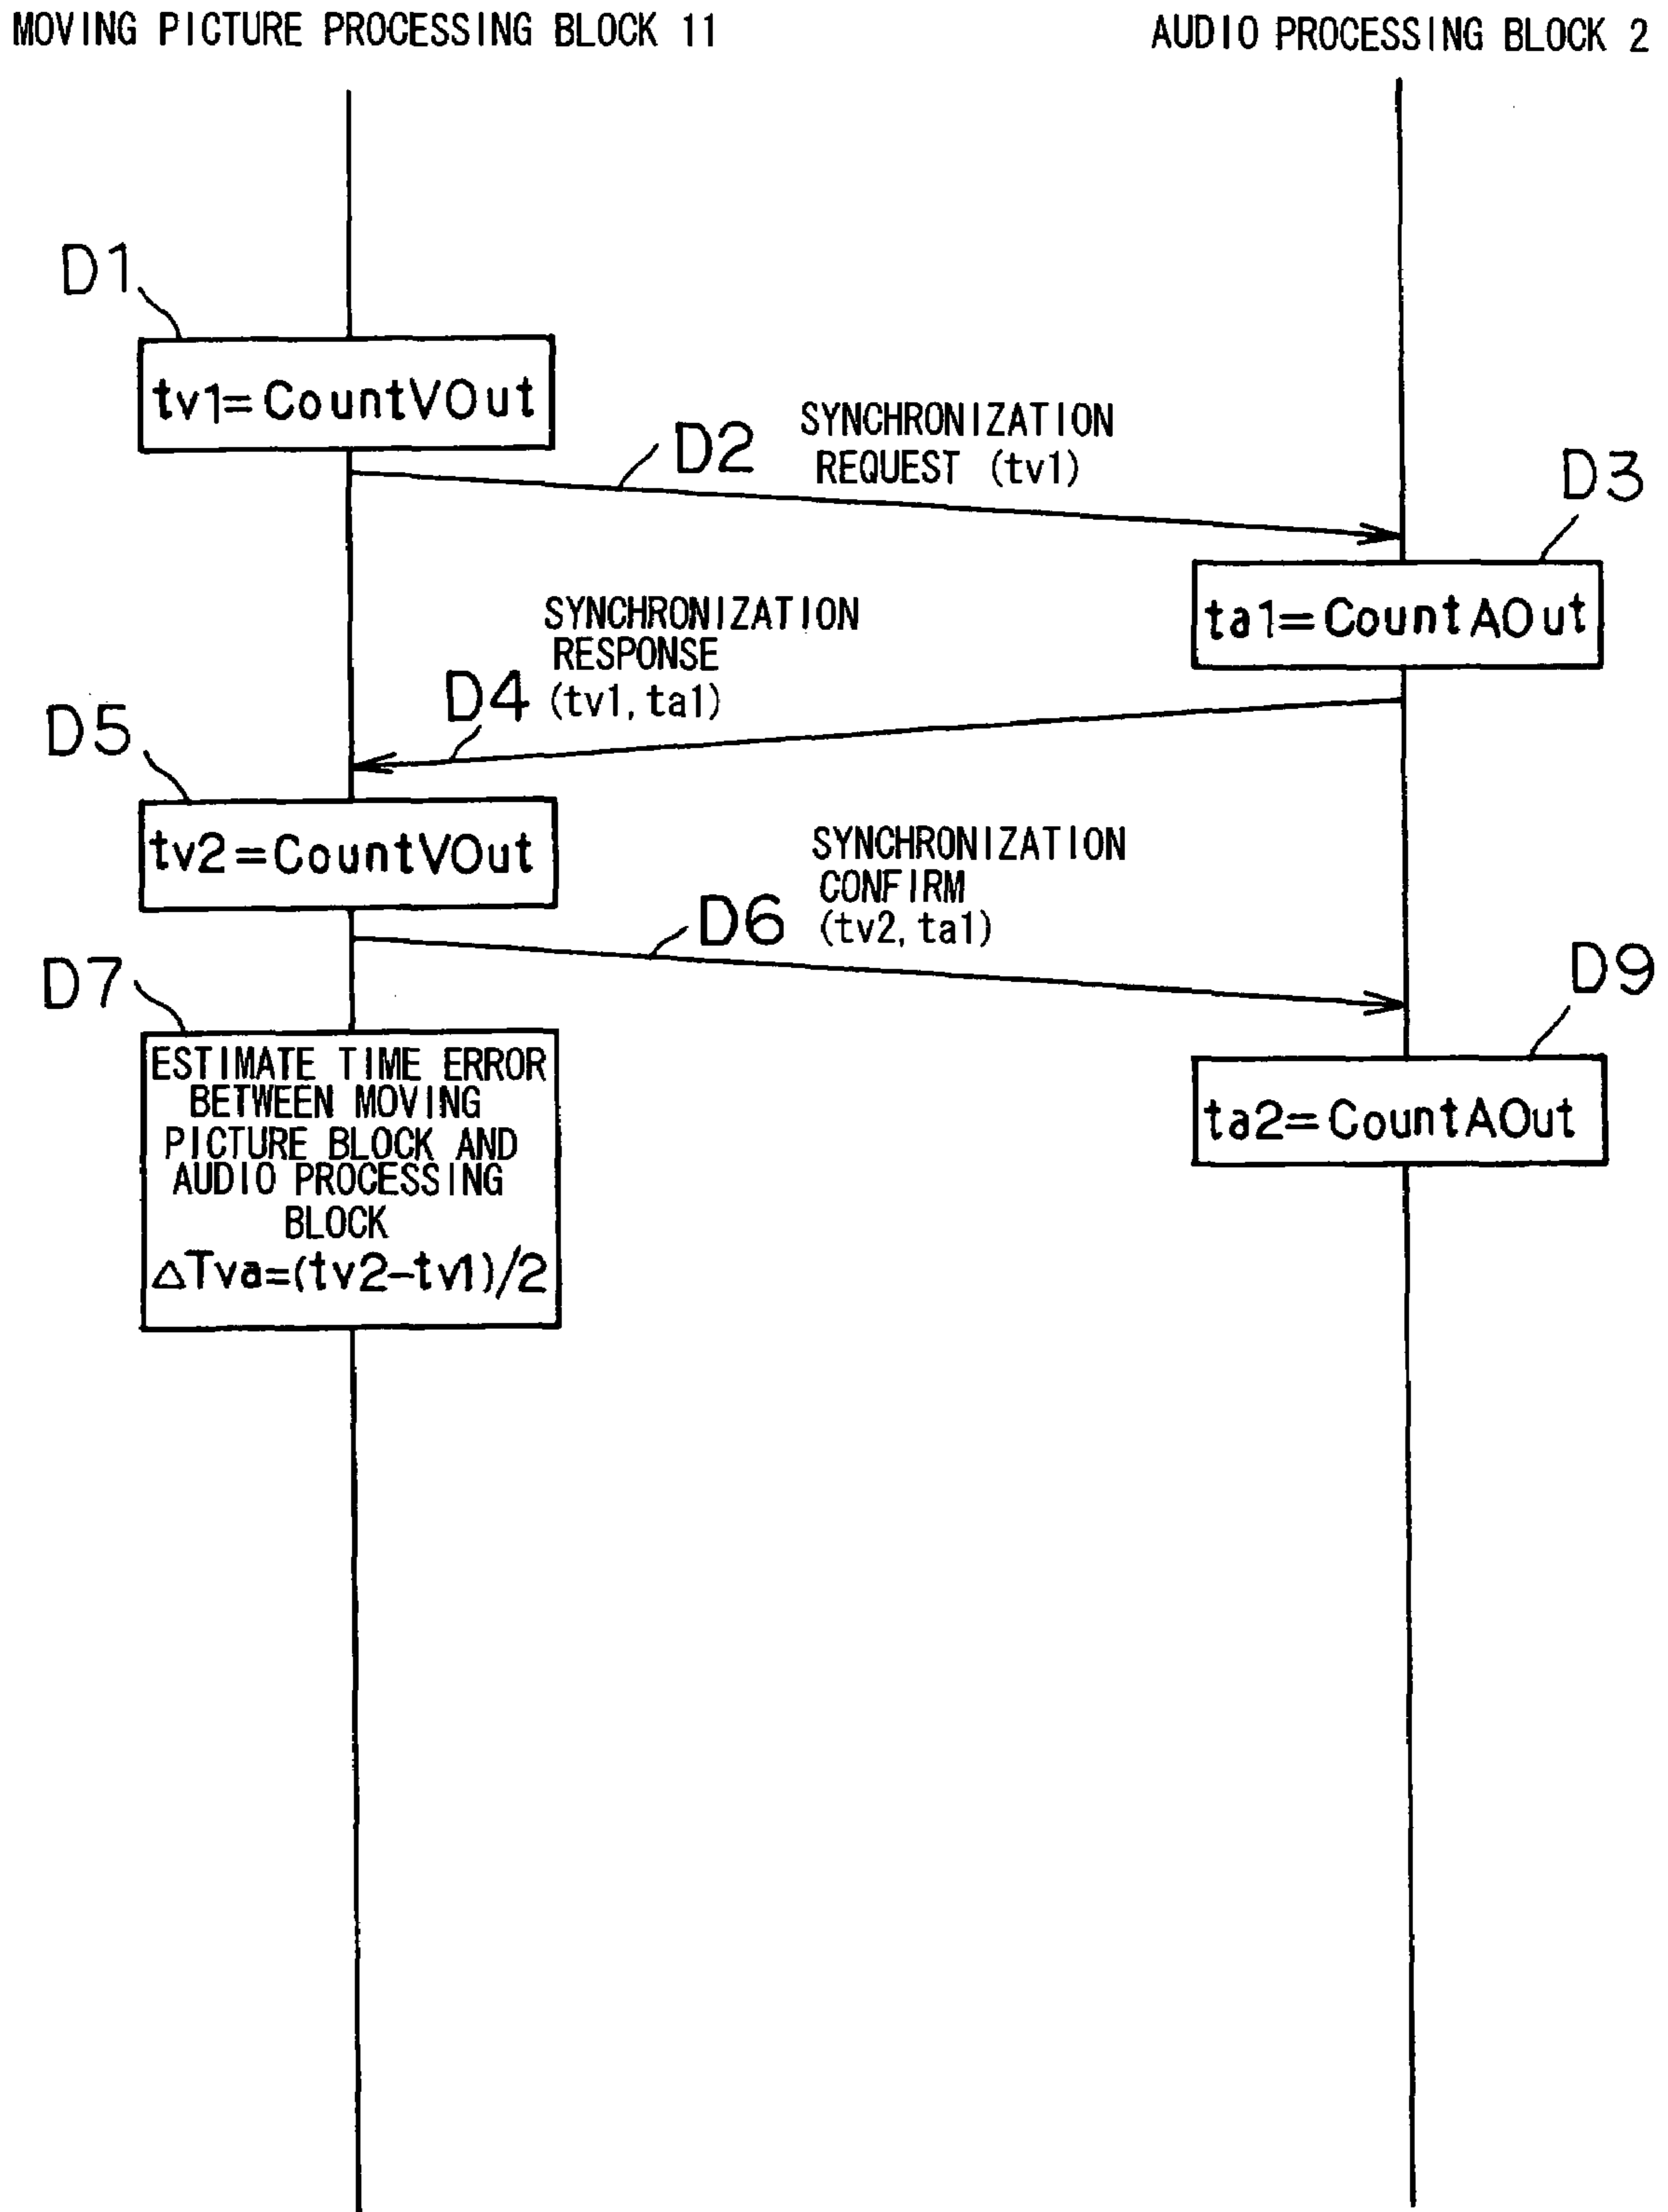 MOVING PICTURE PROCESSING BLOCK 11
AUDIO PROCESSING BLOCK 2
D1
tv1=CountVOut
D2
SYNCHRONIZATION
REQUEST (tv1)
D3
ta1=CountAOut
SYNCHRONIZATION
RESPONSE
(tv1, ta1)
D4
D5
tv2=CountVOut
SYNCHRONIZATION
CONFIRM
(tv2, ta1)
D6
D7
ESTIMATE TIME ERROR
BETWEEN MOVING
PICTURE BLOCK AND
AUDIO PROCESSING
BLOCK
△Tva=(tv2-tv1)/2
D9
ta2=CountAOut